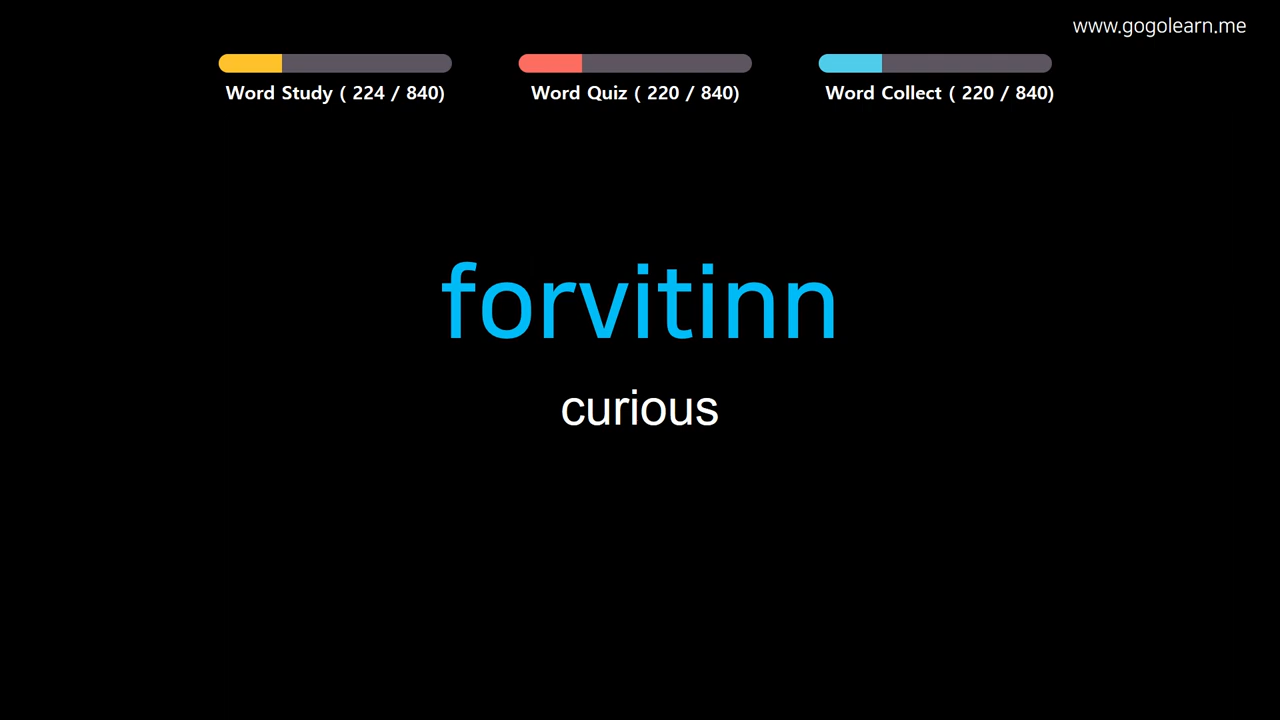 www.gogolearn.me
Word Study ( 224 / 840)
Word Quiz ( 220 / 840)
Word Collect ( 220 / 840)
forvitinn
curious